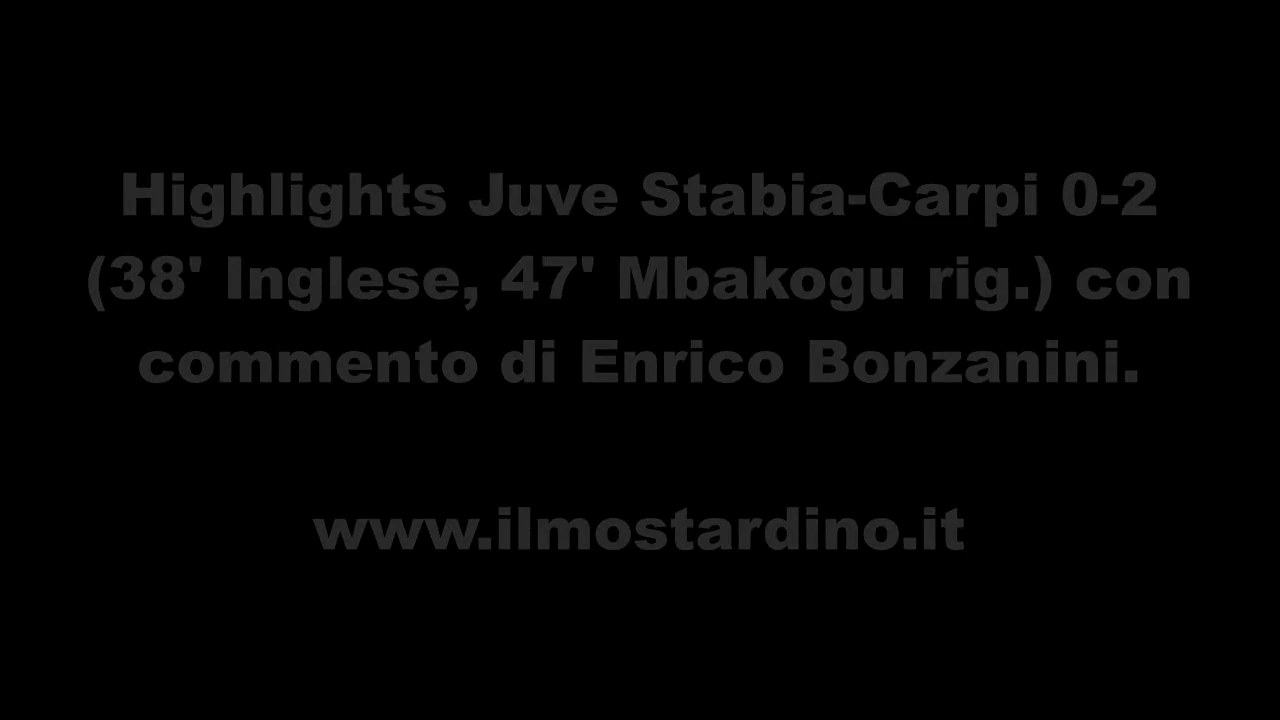 Highlights Juve Stabia-Carpi 0-2
(38' Inglese, 47' Mbakogu rig.) con
commento di Enrico Bonzanini.
www.ilmostardino.it